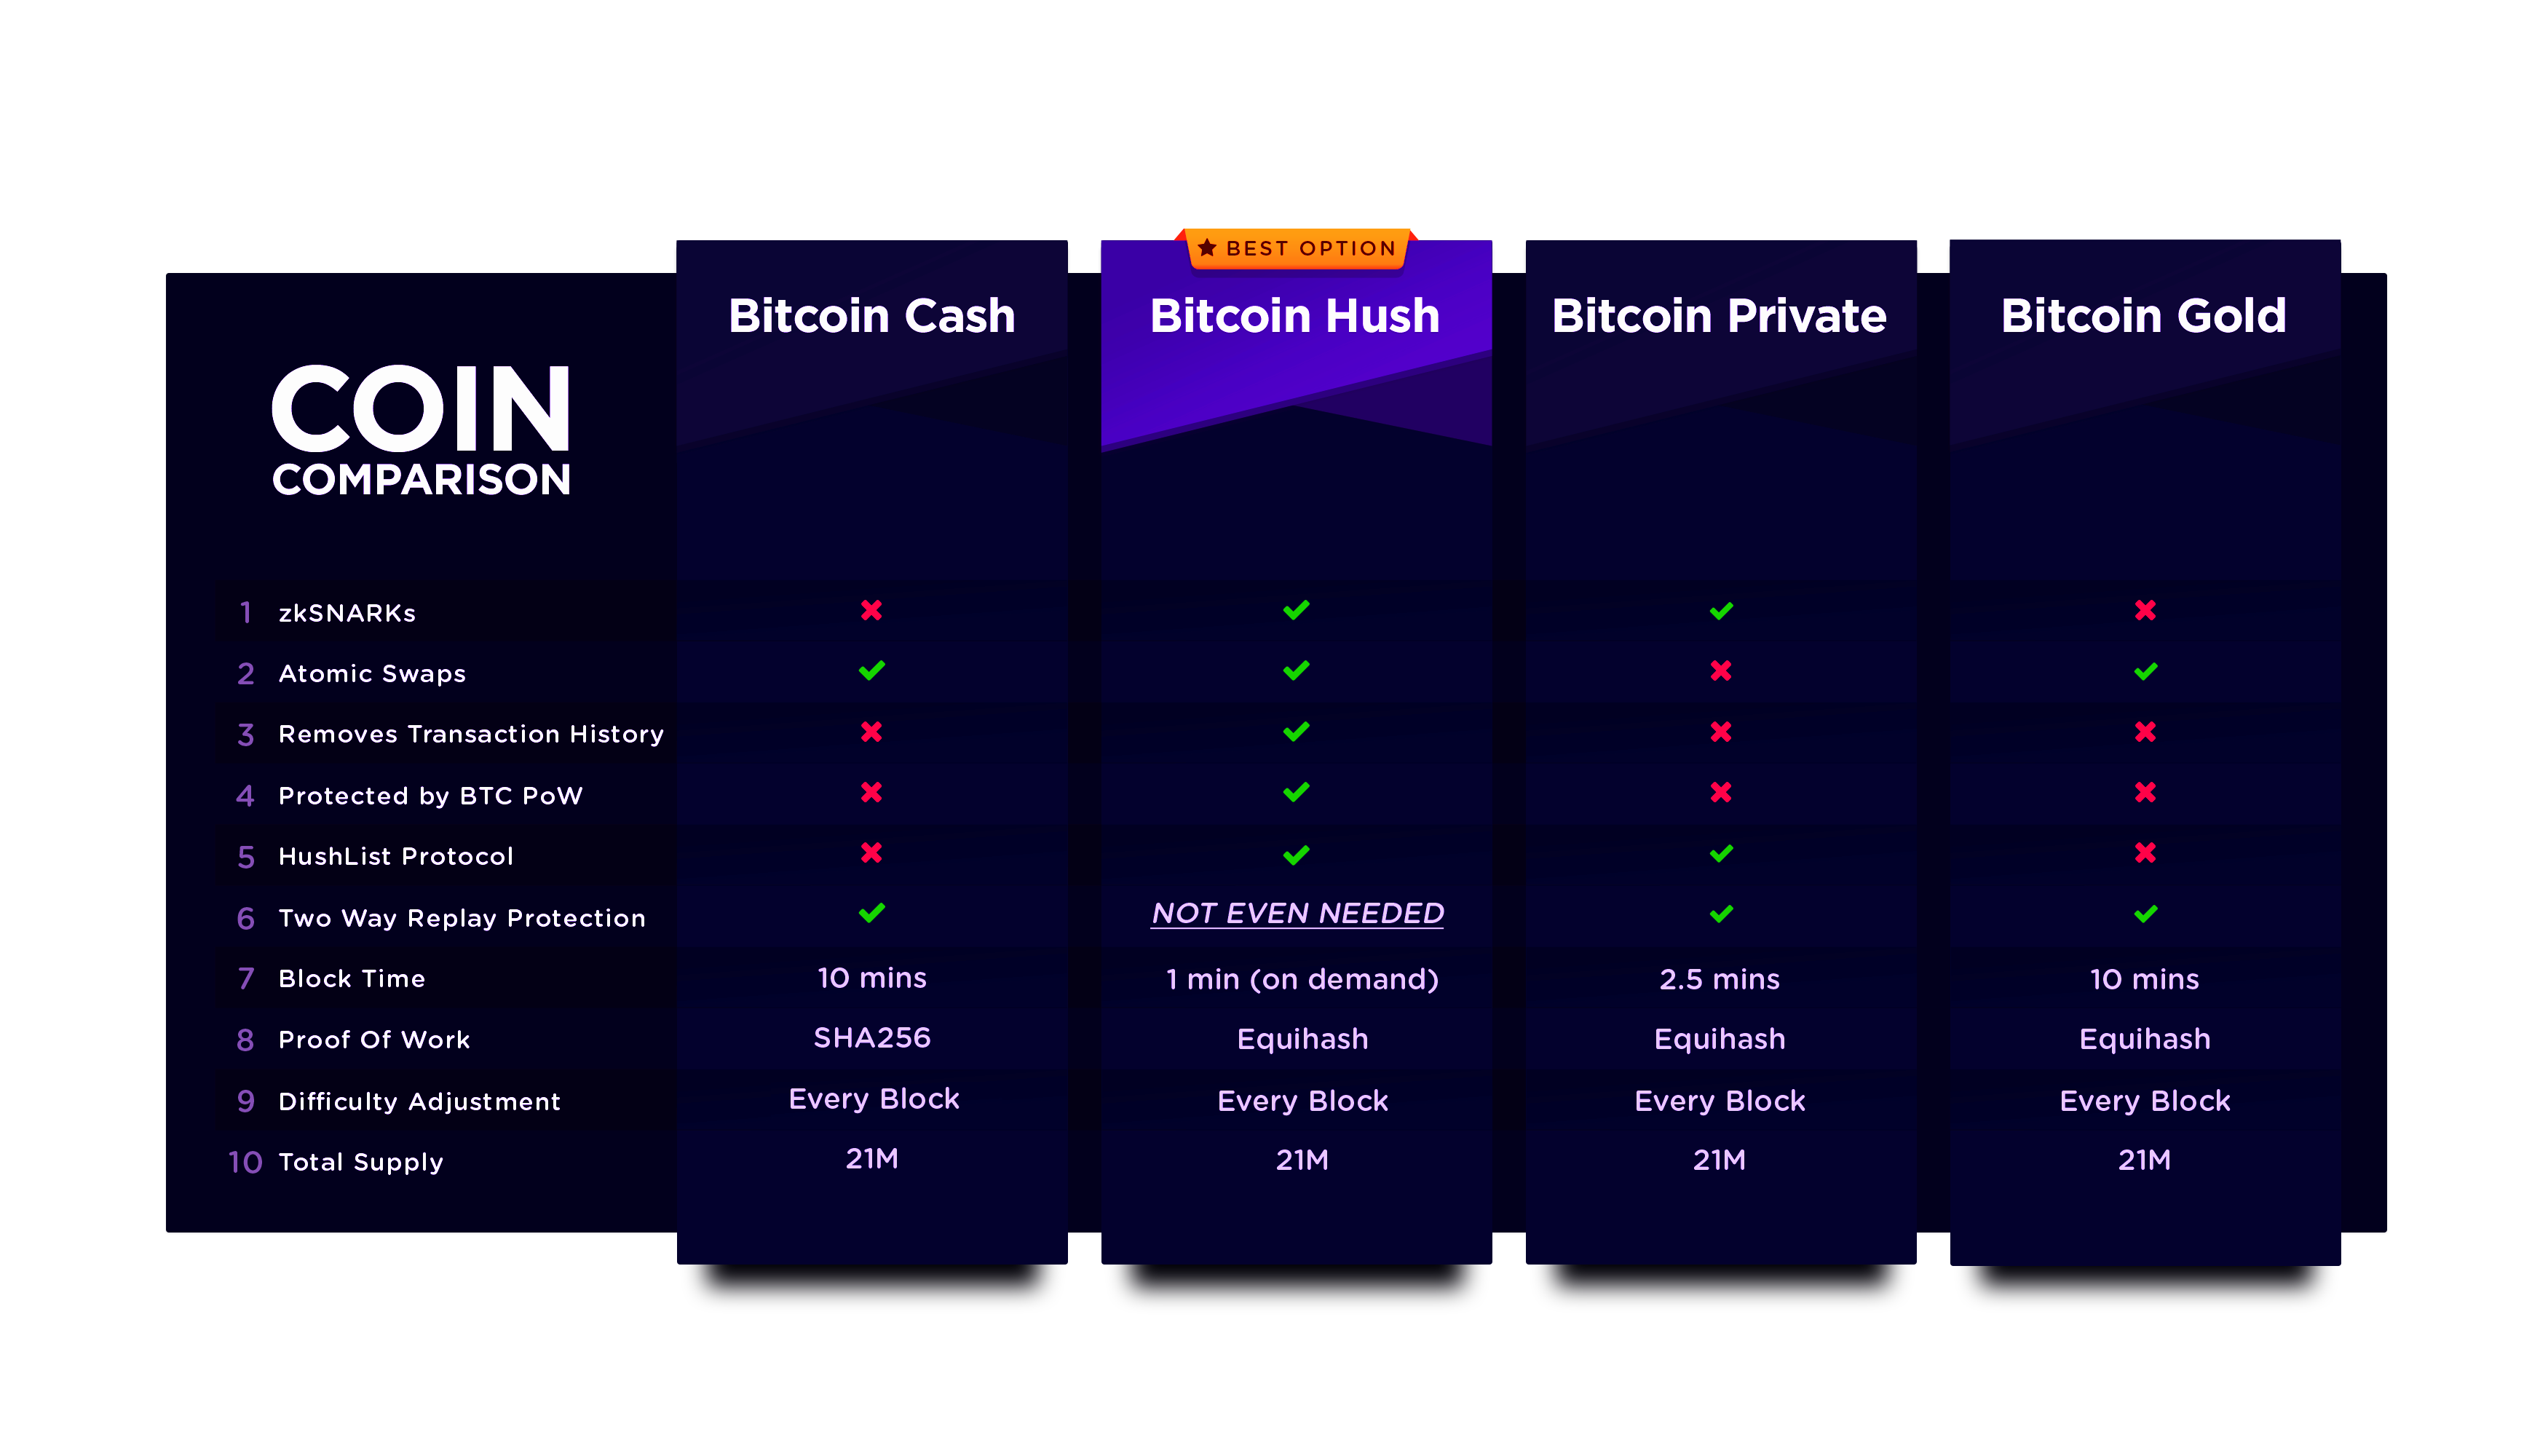 BEST OPTION
Bitcoin Cash Bitcoin Hush Bitcoin Private Bitcoin Gold
COIN
COMPARISON
1 zkSNARKs
2 Atomic Swaps
3 Removes Transaction History
4 Protected by BTC PoW
5 HushList Protocol
6 Two Way Replay Protection NOT EVEN NEEDED
7 Block Time 10 mins 1 min (on demand) 2.5 mins 10 mins
8 Proof Of Work SHA256 Equihash Equihash Equihash
9 Difficulty Adjustment Every Block Every Block Every Block Every Block
10 Total Supply 21M 21M 21M 21M